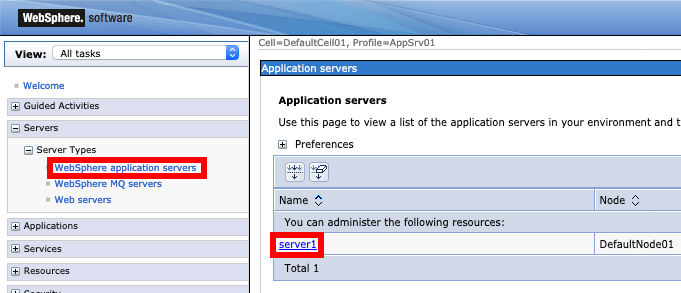 WebSphere. software
View: All tasks
Welcome
Guided Activities
Servers
Server Types
WebSphere application servers
WebSphere MQ servers
Web servers
Applications
Services
Resources
Security
Cell=DefaultCell01, Profile=AppSrv01
Application servers
Application servers
Use this page to view a list of the application servers in your environment and t
Preferences
Name Node
You can administer the following resources:
server1 DefaultNode01
Total 1